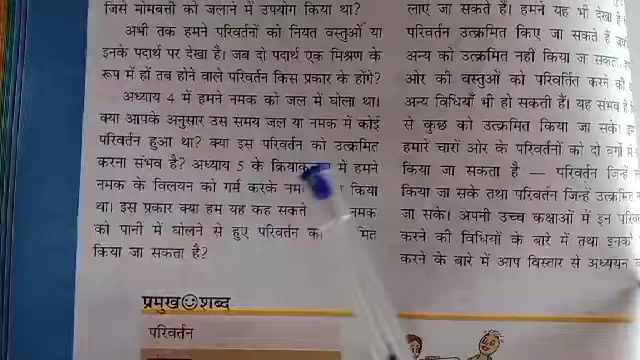 जिसे मोमबत्ती को जलाने में उपयोग किया था?
अभी तक हमने परिवर्तनों को नियत वस्तुओं या
इनके पदार्थ पर देखा है। जब दो पदार्थ एक मिश्रण के
रूप में हों तब होने वाले परिवर्तन किस प्रकार के होंगे?
अध्याय 4 में हमने नमक को जल में घोला था।
क्या आपके अनुसार उस समय जल या नमक में कोई
परिवर्तन हुआ था? क्या इस परिवर्तन को उत्क्रमित
करना संभव है? अध्याय 5 के में हमने
नमक के विलयन को गर्म करके किया
था। इस प्रकार क्या हम यह कह सकते नमक
को पानी में घोलने से हुए परिवर्तन
किया जा सकता है?
प्रमुख शब्द
परिवर्तन
लाए जा सकते हैं। हमने यह भी देखा है
परिवर्तन उत्क्रमित किए जा सकते हैं
अन्य को उत्क्रमित नहीं किया जा सकता
ओर की वस्तुओं को परिवर्तित करने की
अन्य विधियाँ भी हो सकती हैं। यह संभव है
से कुछ को उत्क्रमित किया जा सके।
हमारे चारों ओर के परिवर्तनों को दो वर्गों में
किया जा सकता है — परिवर्तन जिन्हें
किया जा सके तथा परिवर्तन जिन्हें उत्क्रमित
जा सके। अपनी उच्च कक्षाओं में इन
करने की विधियों के बारे में तथा इनके
करने के बारे में आप विस्तार से अध्ययन